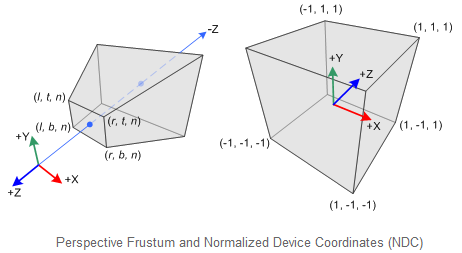 -Z
(l, t, n)
(r, t, n)
(l, b, n)
(r, b, n)
+Y
+X
+Z
(-1, 1, 1)
(1, 1, 1)
+Y
+Z
+X
(1, -1, 1)
(-1, -1, -1)
(1, -1, -1)
Perspective Frustum and Normalized Device Coordinates (NDC)